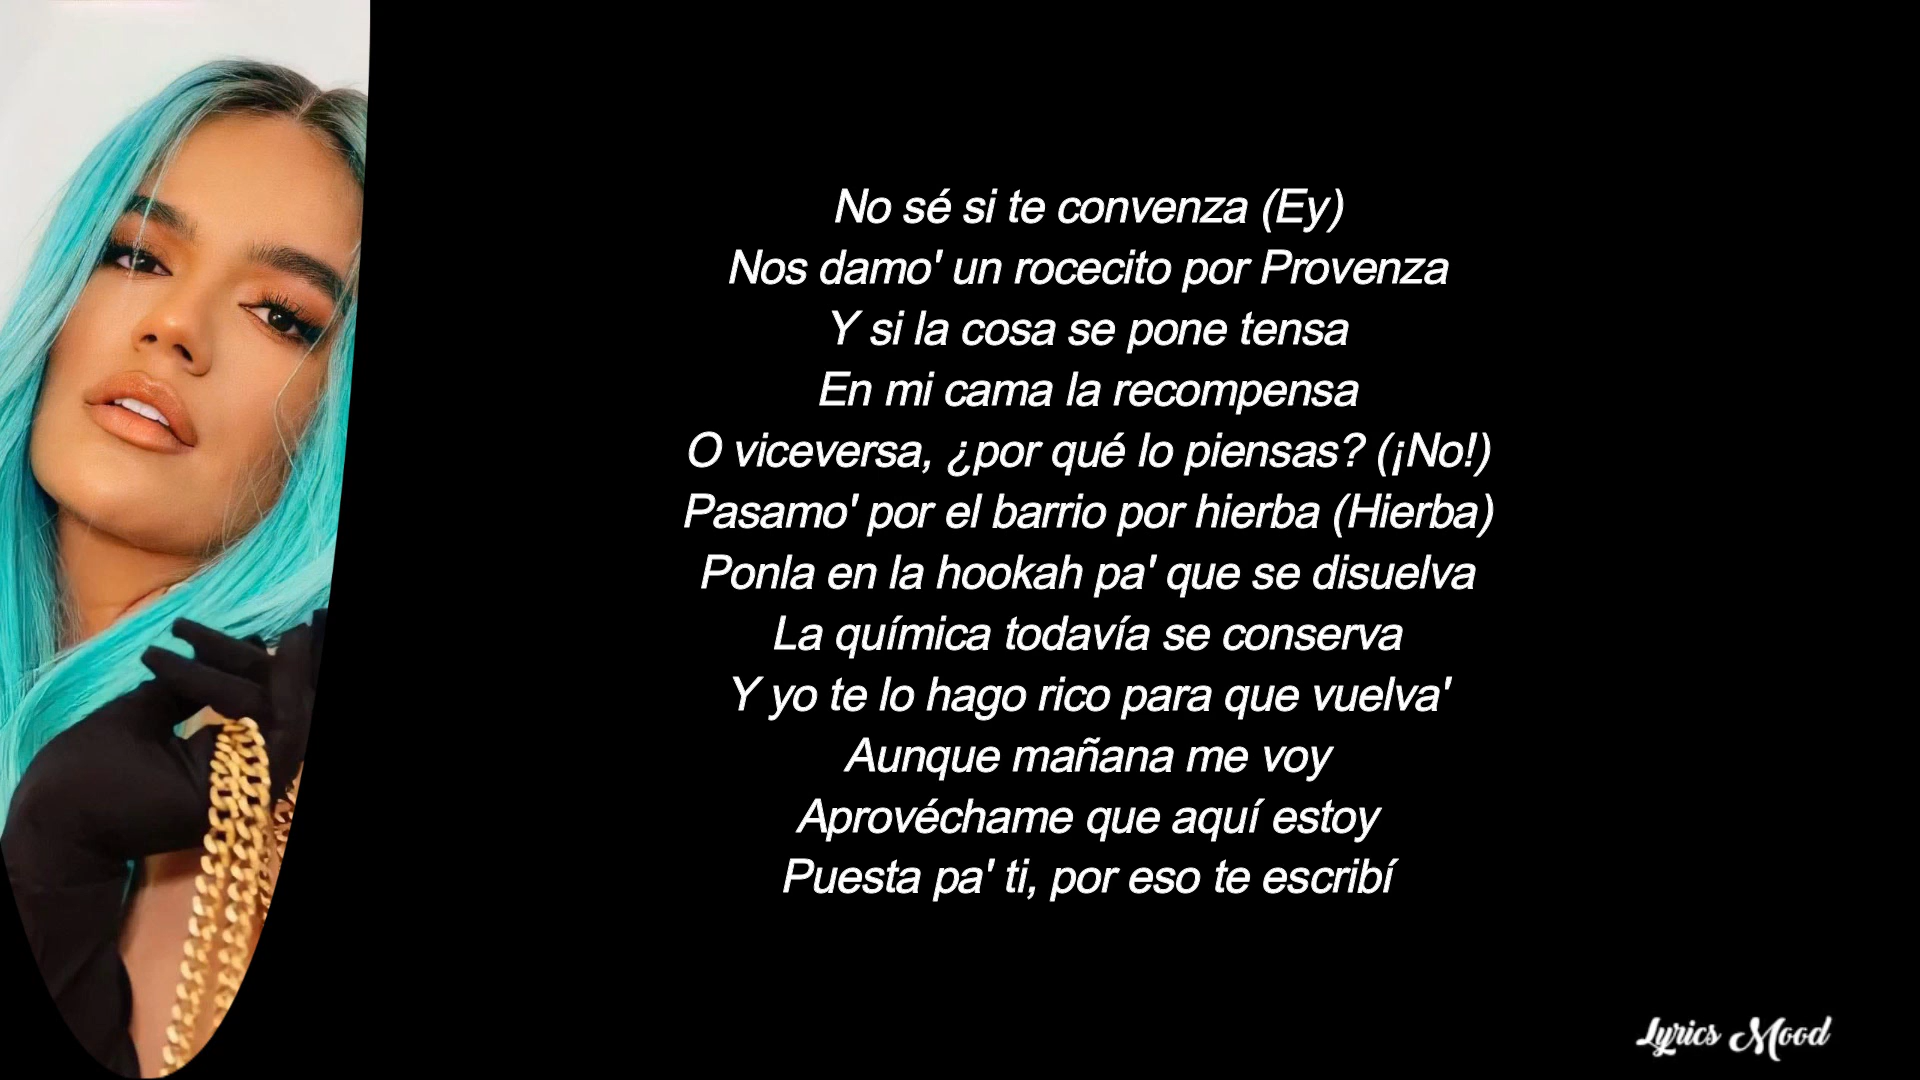 No sé si te convenza (Ey)
Nos damo' un rocecito por Provenza
Y si la cosa se pone tensa
En mi cama la recompensa
O viceversa, ¿por qué lo piensas? (¡No!)
Pasamo' por el barrio por hierba (Hierba)
Ponla en la hookah pa' que se disuelva
La química todavía se conserva
Y yo te lo hago rico para que vuelva'
Aunque mañana me voy
Aprovéchame que aquí estoy
Puesta pa' ti, por eso te escribí
Lyrics Mood